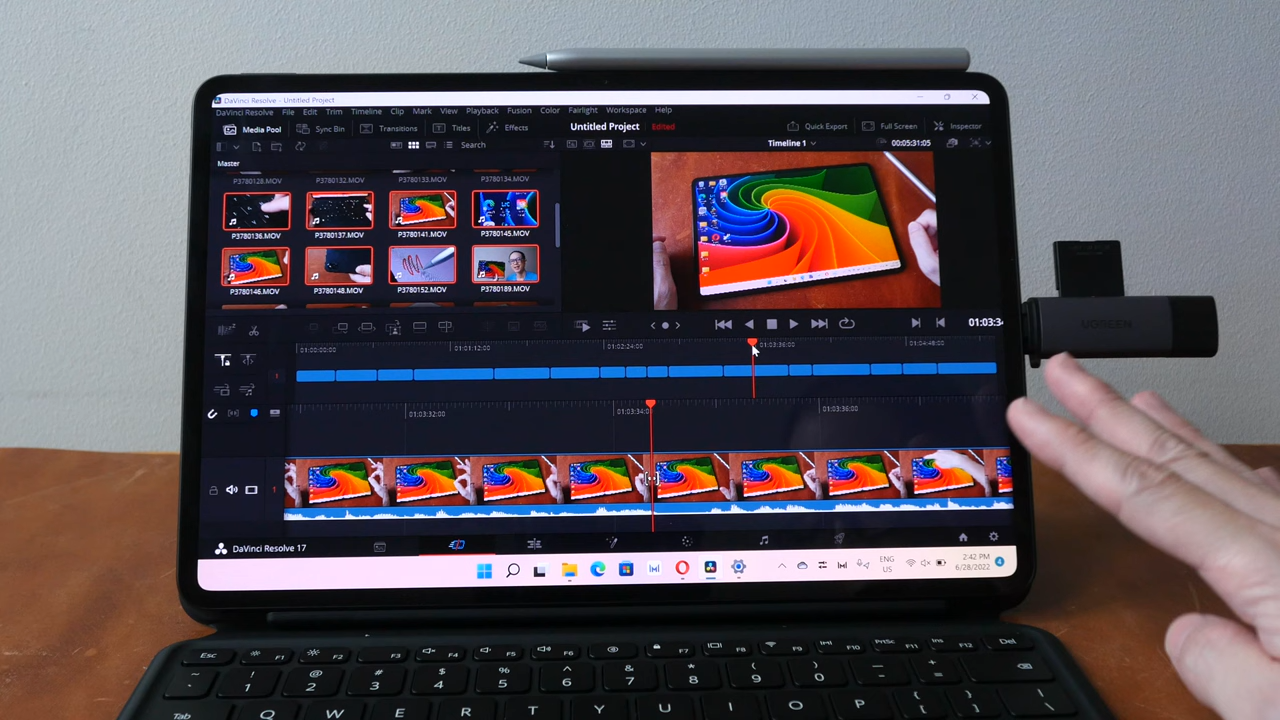 DaVinci Resolve - Untitled Project
DaVinci Resolve File Edit Trim Timeline Clip Mark View Playback Fusion Color Fairlight Workspace Help
Media Pool Sync Bin Transitions Titles Effects Untitled Project Edited Quick Export Full Screen Inspector
Search Timeline 1 00:05:31:05
Master
P3780128.MOV P3780132.MOV P3780133.MOV P3780134.MOV
P3780136.MOV P3780137.MOV P3780141.MOV P3780145.MOV
P3780146.MOV P3780148.MOV P3780152.MOV P3780189.MOV
UGREEN
01:03:34
01:00:00:00 01:01:12:00 01:02:24:00 01:03:36:00 01:04:48:00
1
01:03:32:00 01:03:34:0 01:03:36:00
1
DaVinci Resolve 17
ENG
US
2:42 PM
6/28/2022
4
Esc F1 F2 F3 F4 F5 F6 F7 F8 F9 F10 PrtSc F11 Ins F12 Del
~ ! @ # $ % ^ & * ( ) _ +
` 1 2 3 4 5 6 7 8 9 0 - =
Tab Q W E R T Y U I O P { [ } ] | \